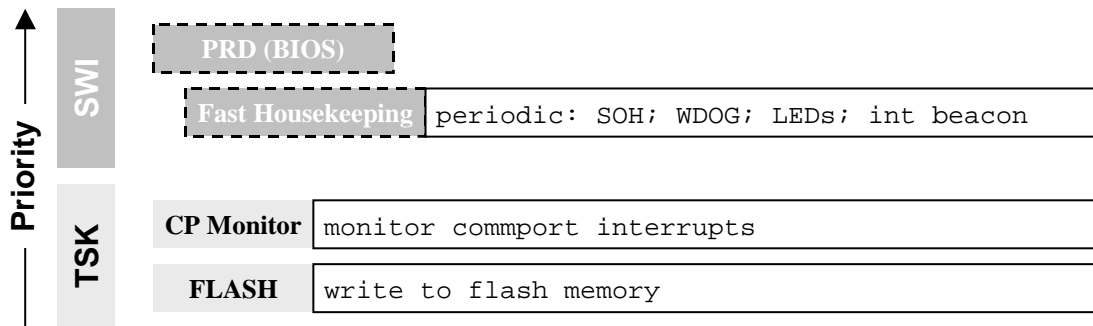 Priority
SWI
PRD (BIOS)
Fast Housekeeping periodic: SOH; WDOG; LEDs; int beacon
TSK
CP Monitor monitor commport interrupts
FLASH write to flash memory